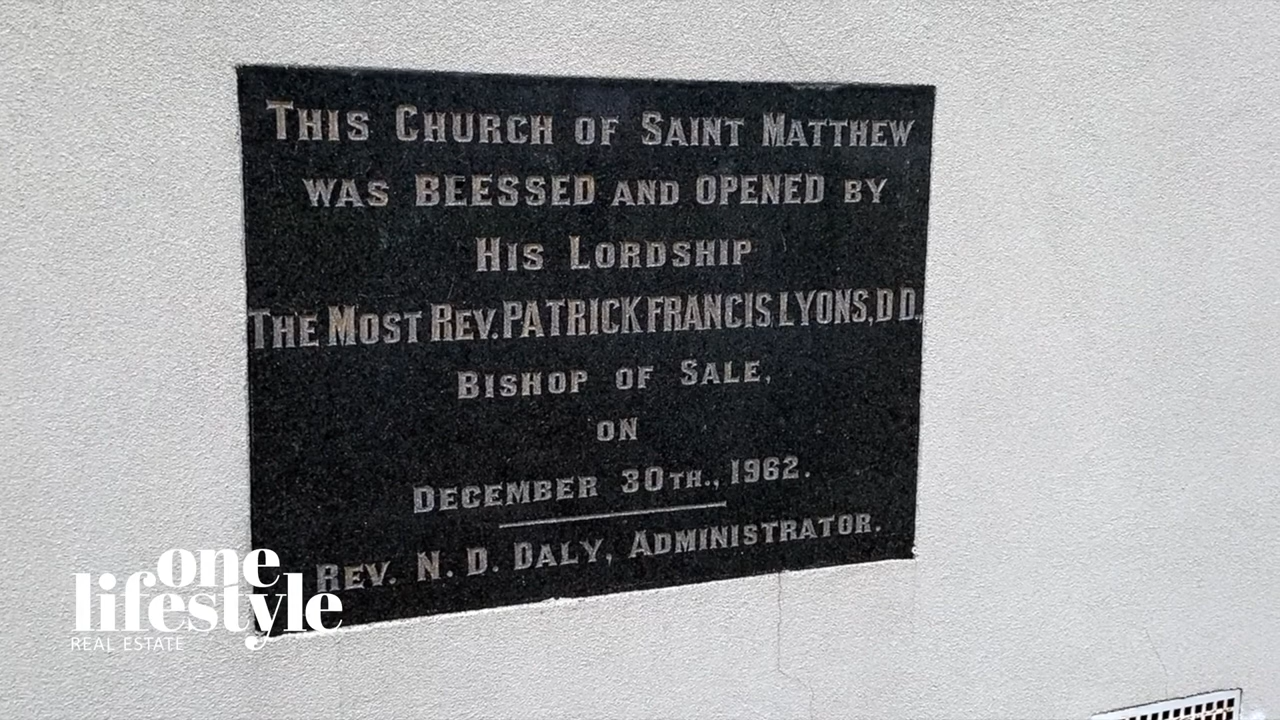 THIS CHURCH OF SAINT MATTHEW
WAS BEESSED AND OPENED BY
HIS LORDSHIP
THE MOST REV. PATRICK FRANCIS LYONS, D D.,
BISHOP OF SALE,
ON
DECEMBER 30TH., 1962.
REV. N. D. DALY, ADMINISTRATOR.
one
lifestyle
REAL ESTATE